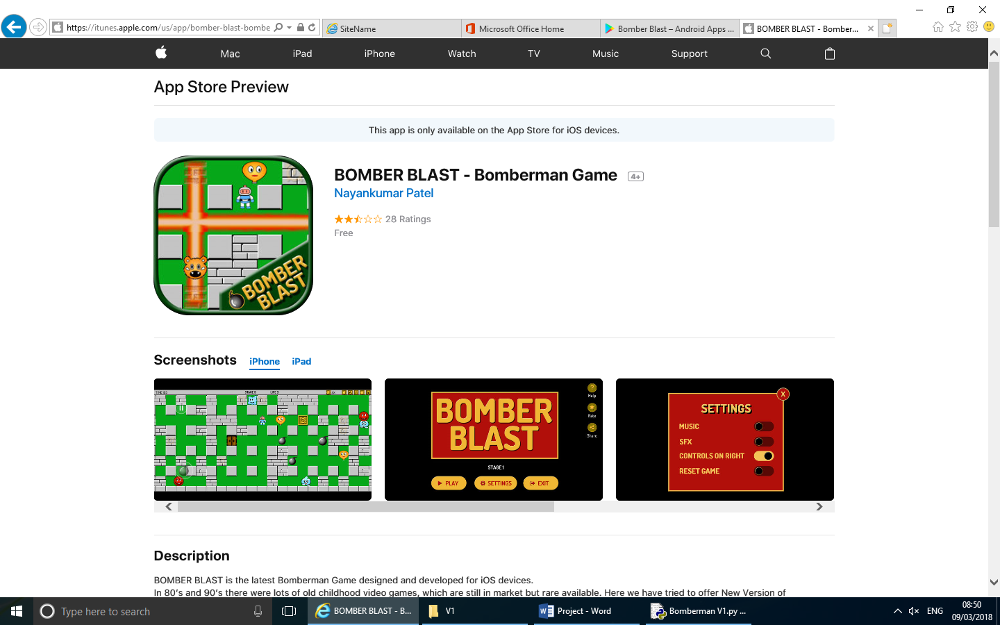 https://itunes.apple.com/us/app/bomber-blast-bombe
SiteName
Microsoft Office Home
Bomber Blast – Android Apps ...
BOMBER BLAST - Bomber...
Mac
iPad
iPhone
Watch
TV
Music
Support
App Store Preview
This app is only available on the App Store for iOS devices.
BOMBER BLAST
BOMBER BLAST - Bomberman Game 4+
Nayankumar Patel
28 Ratings
Free
Screenshots iPhone iPad
STAGE 9
BOMBER
BLAST
STAGE 1
PLAY
SETTINGS
EXIT
Help
Rate
Share
SETTINGS
X
MUSIC
SFX
CONTROLS ON RIGHT
RESET GAME
Description
BOMBER BLAST is the latest Bomberman Game designed and developed for iOS devices.
In 80's and 90's there were lots of old childhood video games, which are still in market but rare available. Here we have tried to offer New Version of
Type here to search
BOMBER BLAST - B...
V1
Project - Word
Bomberman V1.py ...
ENG
08:50
09/03/2018